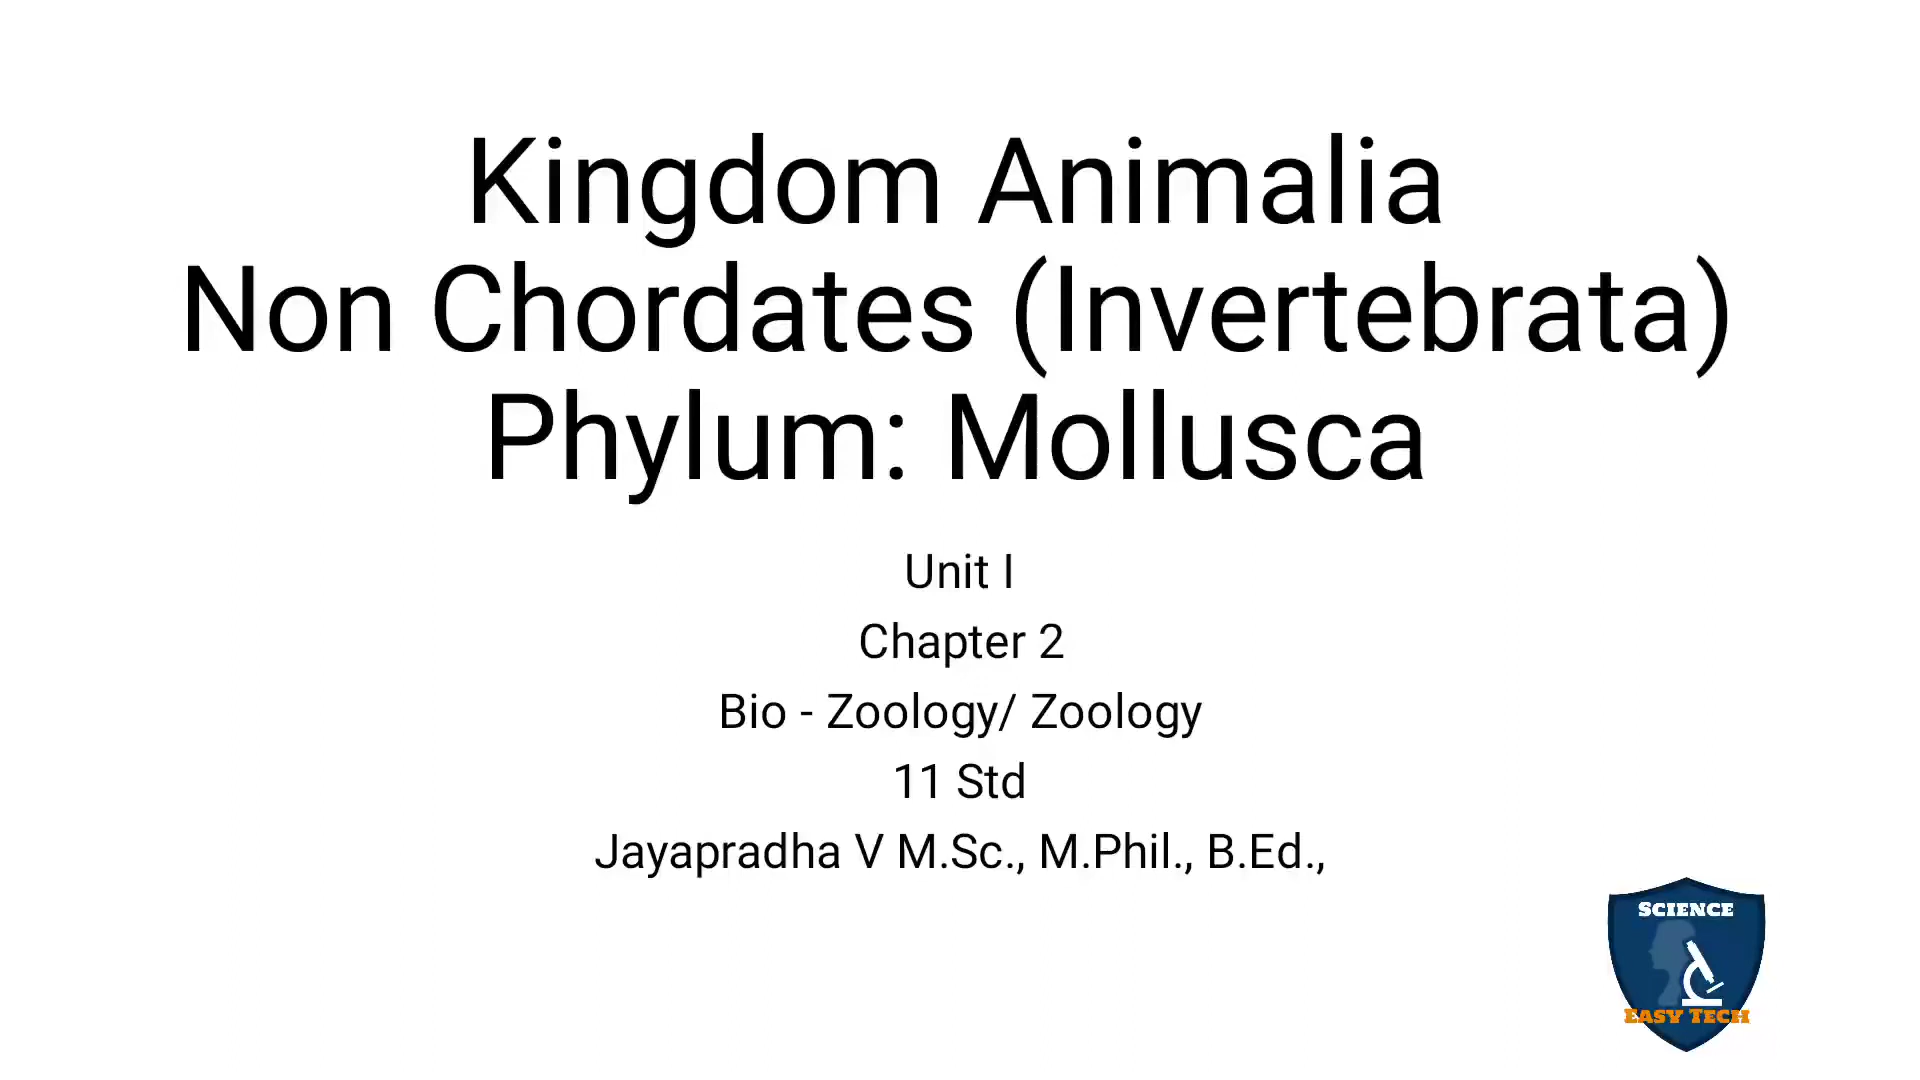 Kingdom Animalia
Non Chordates (Invertebrata)
Phylum: Mollusca
Unit I
Chapter 2
Bio - Zoology/ Zoology
11 Std
Jayapradha V M.Sc., M.Phil., B.Ed.,
SCIENCE
EASY TECH